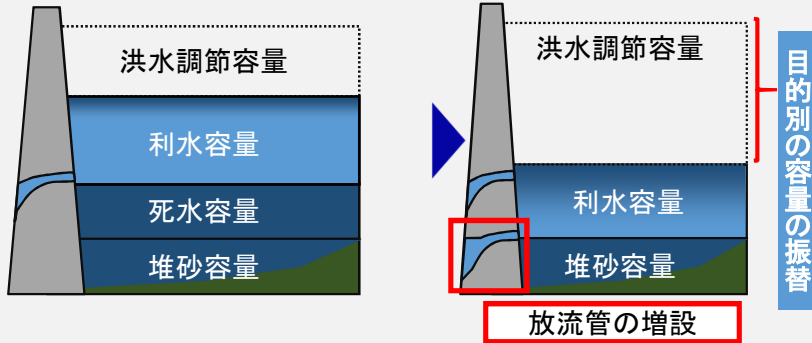 洪水調節容量
利水容量
死水容量
堆砂容量
洪水調節容量
利水容量
堆砂容量
放流管の増設
目的別の容量の振替